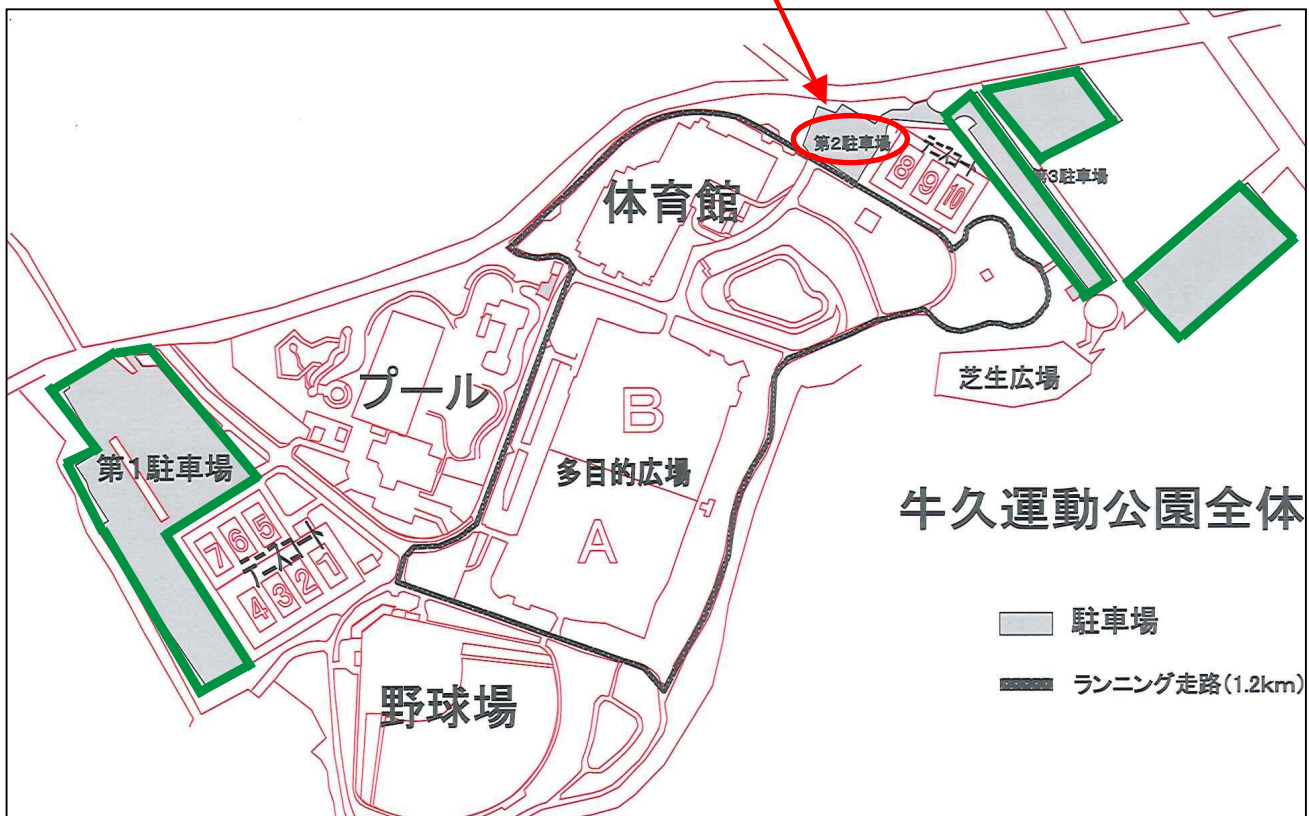 第2駐車場
テニスコート
8
9
10
第3駐車場
体育館
芝生広場
プール
B
多目的広場
A
第1駐車場
7
6
5
テニスコート
4
3
2
1
野球場
牛久運動公園全体
駐車場
ランニング走路(1.2km)